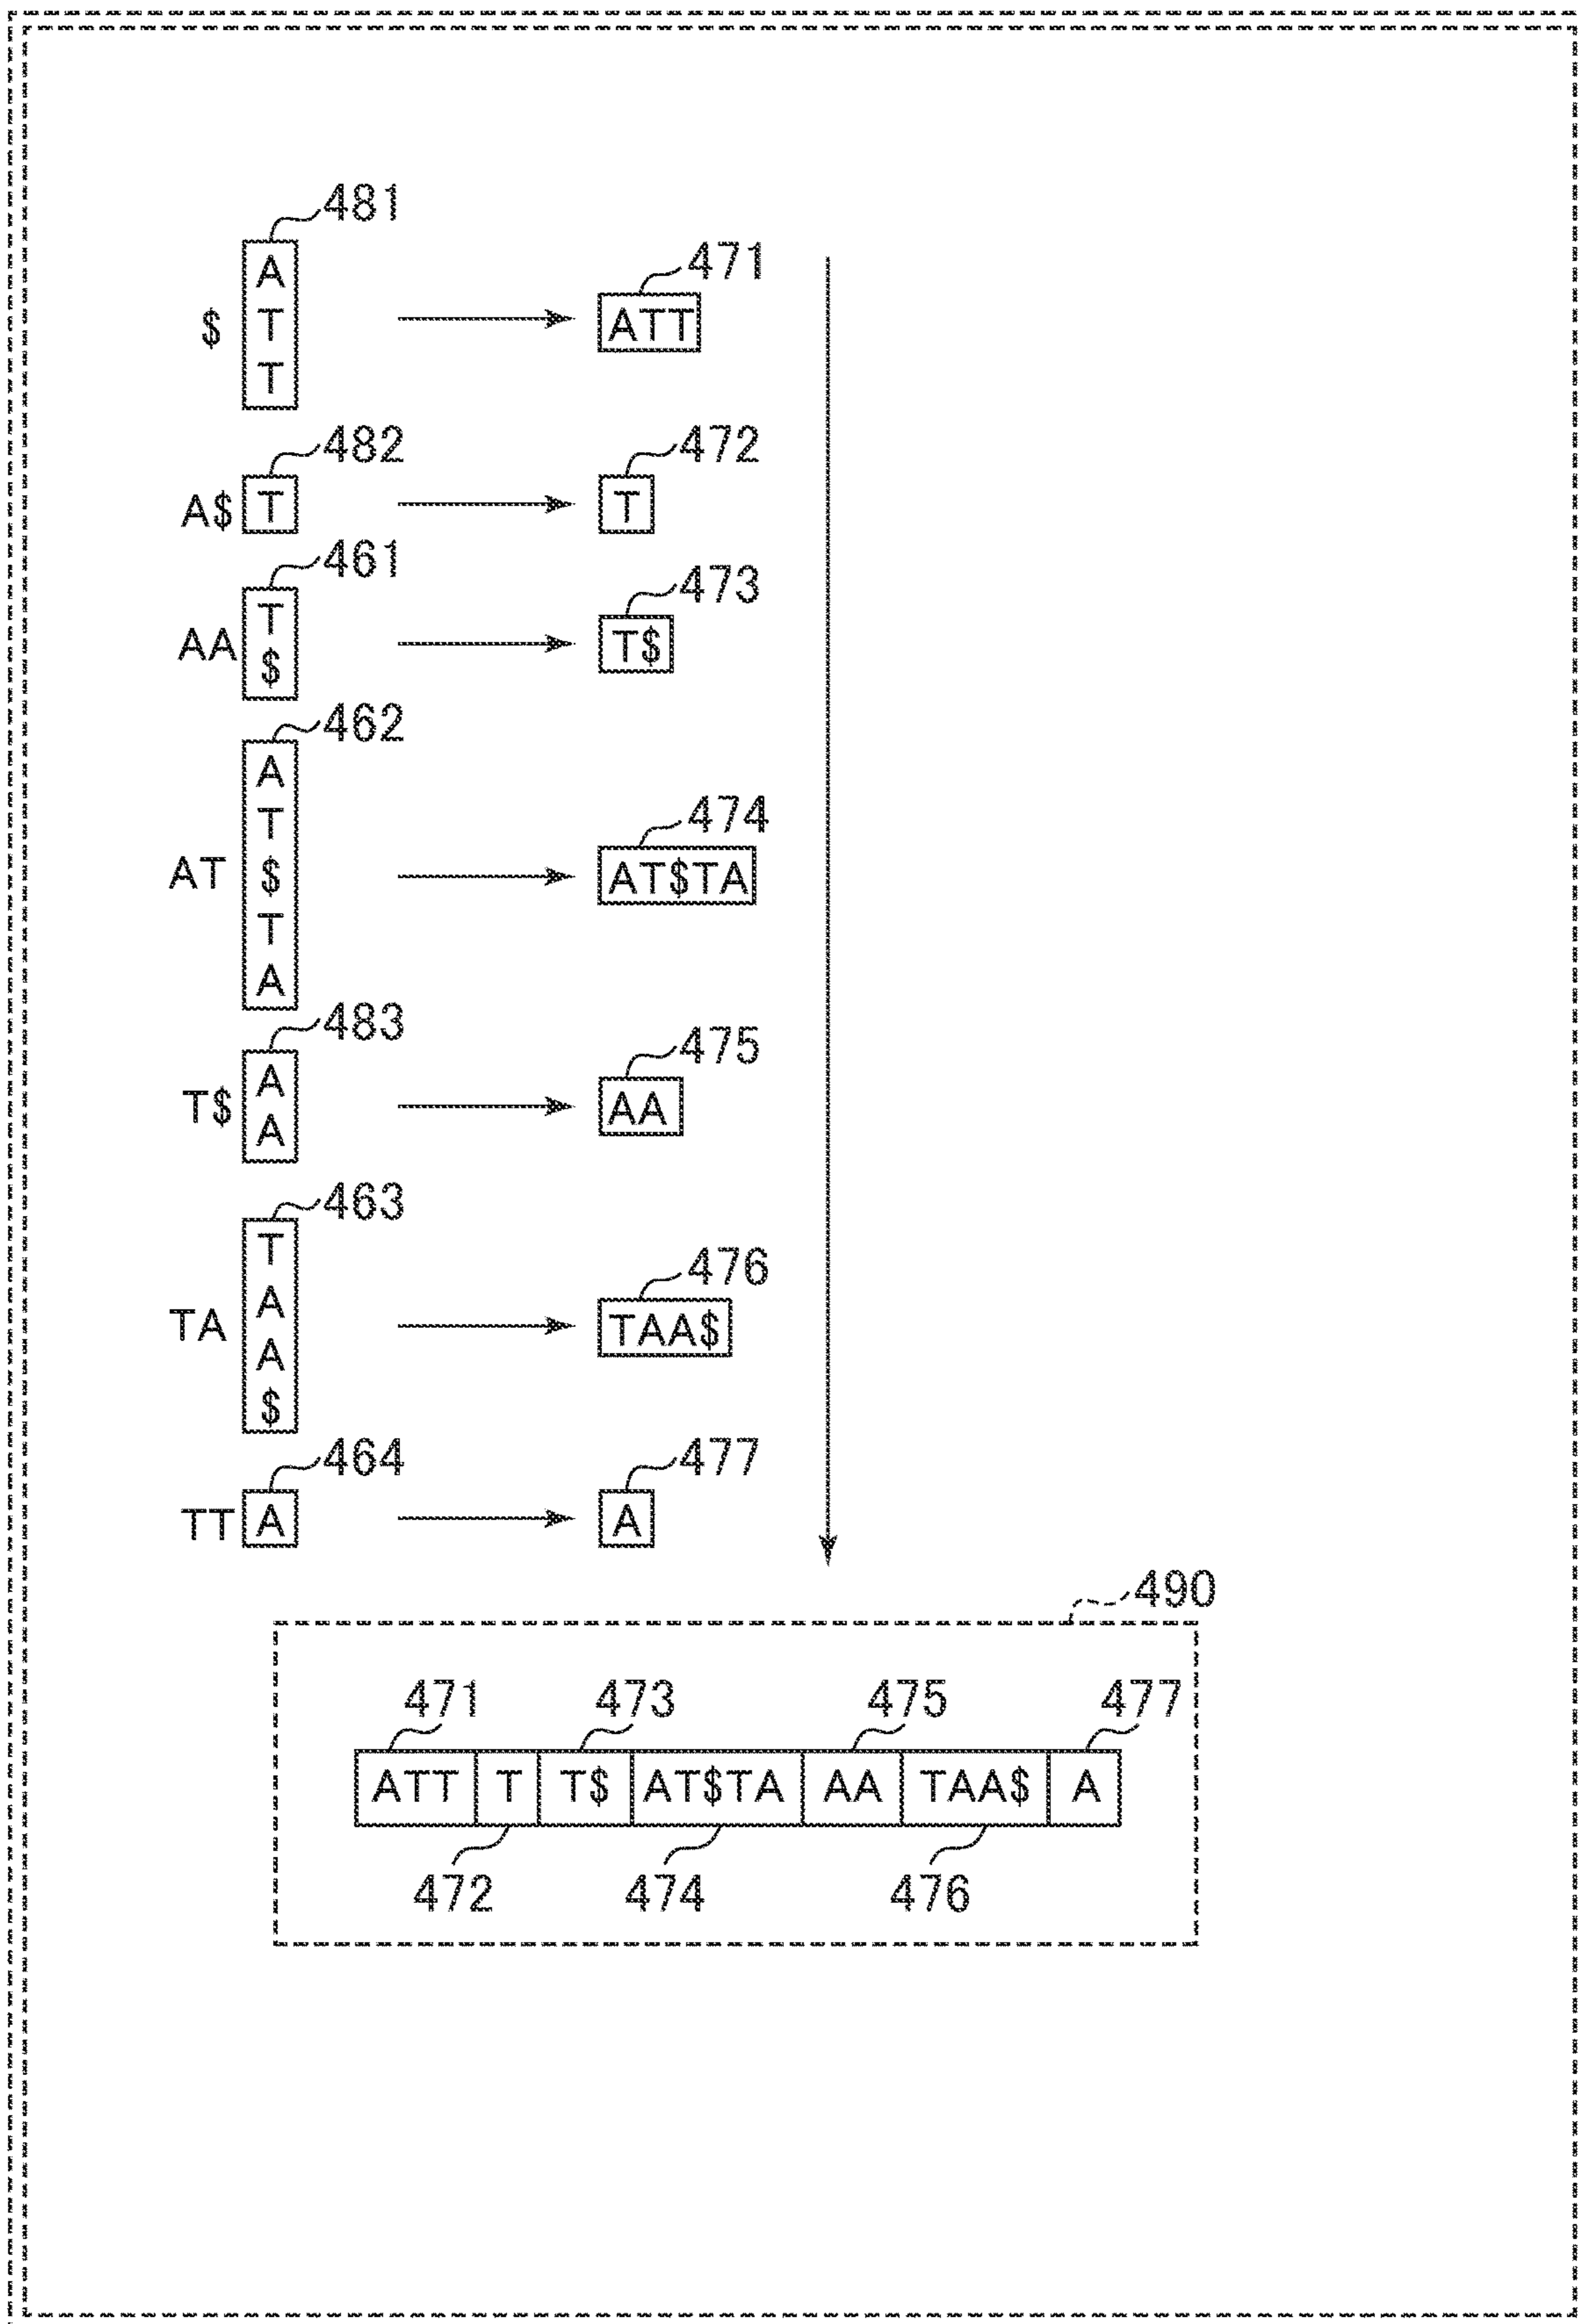 481
A
471
$ T ATT
T
482 472
A$ T T
461
473
T
AA T$
$
462
A
T 474
AT $ AT$TA
T
A
483
475
A
T$ AA
A
463
T
476
A
TA TAA$
A
$
464 477
TT A A
490
471 473 475 477
ATT T T$ AT$TA AA TAA$ A
472 474 476